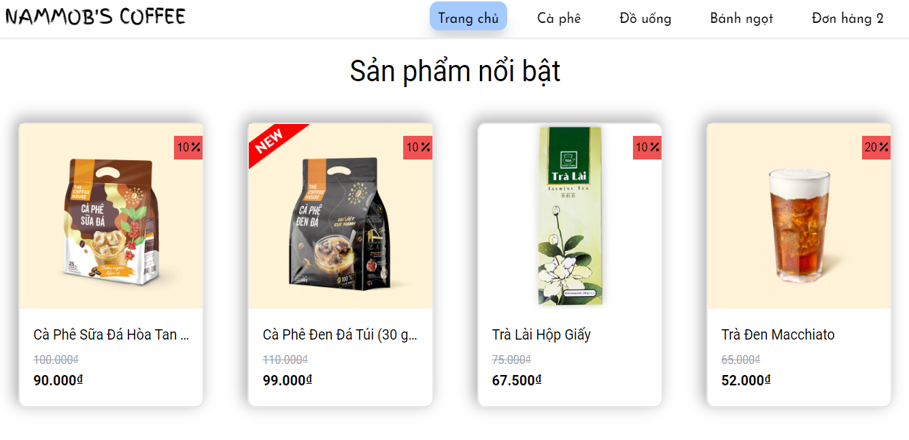 NAMMOB'S COFFEE
Trang chủ
Cà phê
Đồ uống
Bánh ngọt
Đơn hàng 2
Sản phẩm nổi bật
10 %
THE COFFEE HOUSE
CÀ PHÊ
SỮA ĐÁ
NEW
10 %
THE COFFEE HOUSE
CÀ PHÊ
ĐEN ĐÁ
10 %
Trà Lài
JASMINE TEA
20 %
Cà Phê Sữa Đá Hòa Tan ...
100.000₫
90.000₫
Cà Phê Đen Đá Túi (30 g...
110.000₫
99.000₫
Trà Lài Hộp Giấy
75.000₫
67.500₫
Trà Đen Macchiato
65.000₫
52.000₫